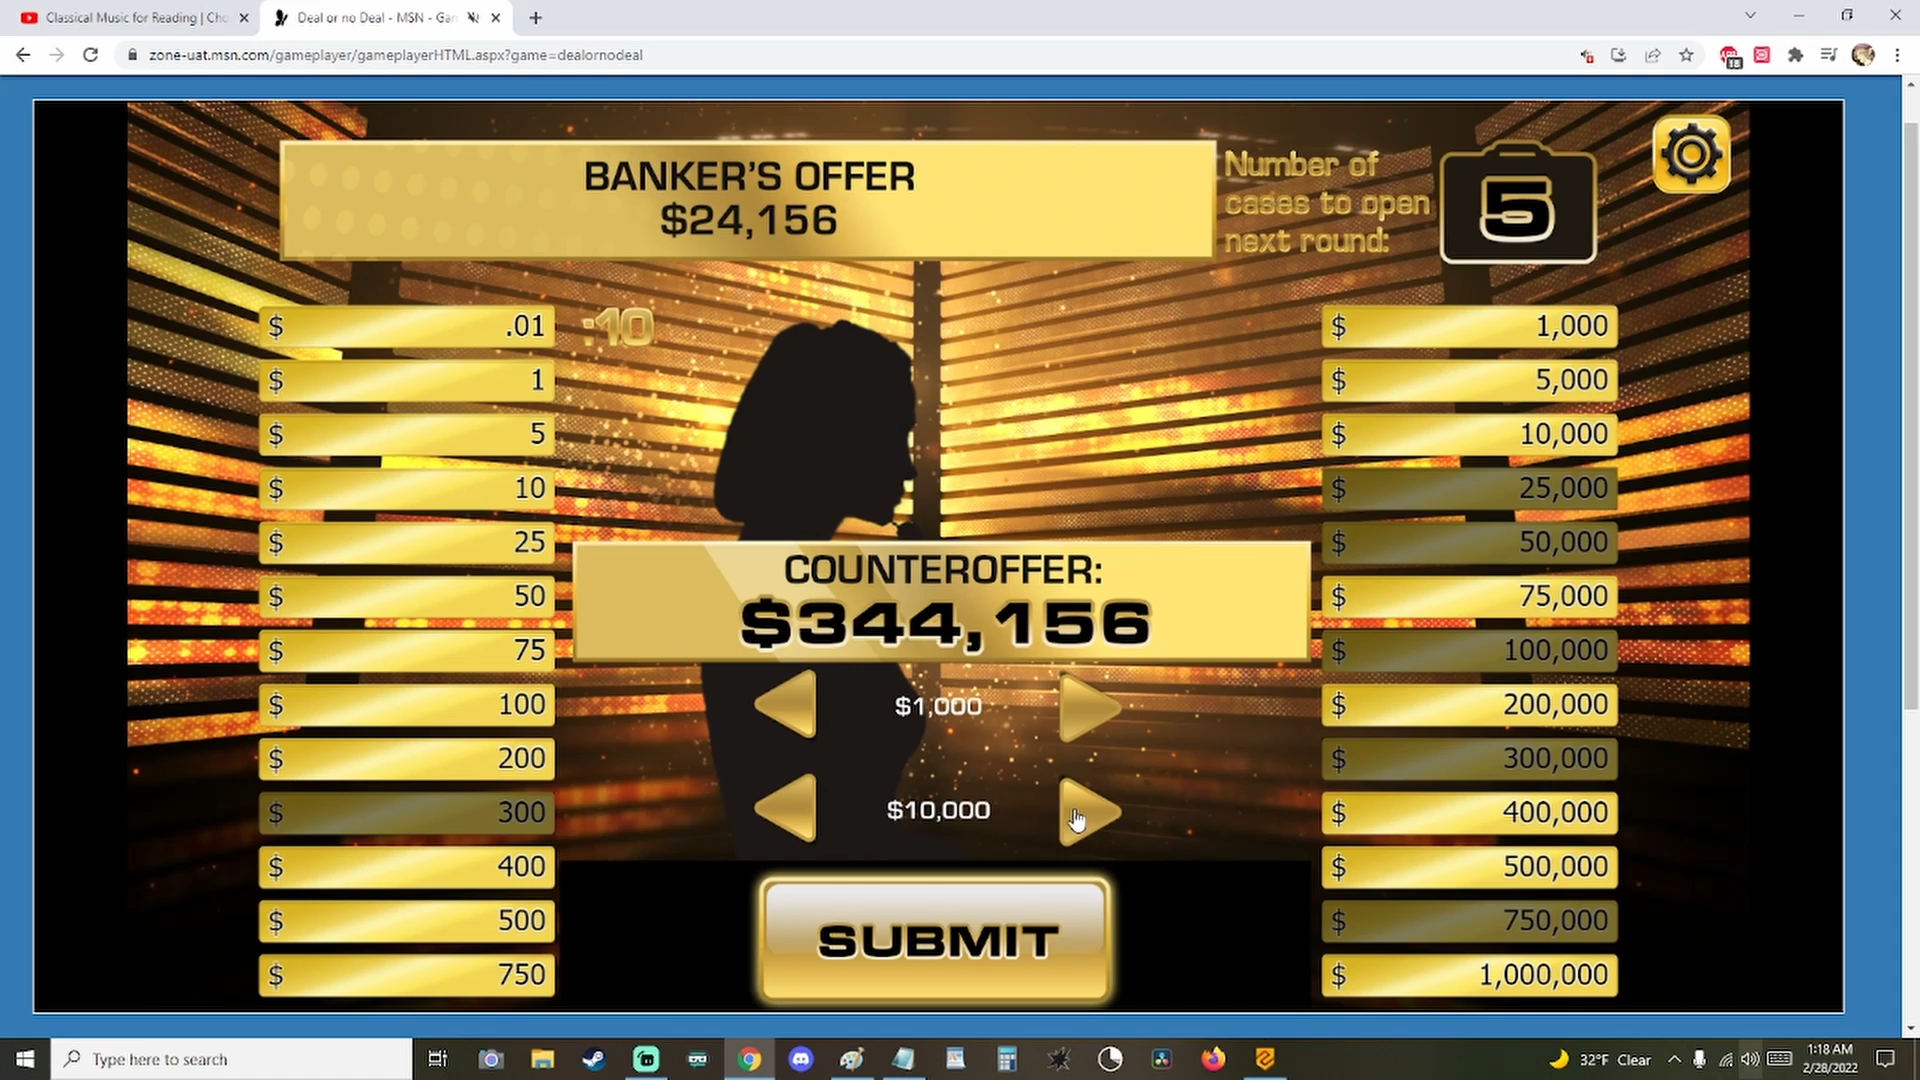 Classical Music for Reading | Cho
Deal or no Deal - MSN - Gam
zone-uat.msn.com/gameplayer/gameplayerHTML.aspx?game=dealornodeal
18
BANKER'S OFFER
$24,156
Number of
cases to open
next round:
5
:10
$ .01
$ 1
$ 5
$ 10
$ 25
$ 50
$ 75
$ 100
$ 200
$ 300
$ 400
$ 500
$ 750
COUNTEROFFER:
$344,156
$1,000
$10,000
SUBMIT
$ 1,000
$ 5,000
$ 10,000
$ 25,000
$ 50,000
$ 75,000
$ 100,000
$ 200,000
$ 300,000
$ 400,000
$ 500,000
$ 750,000
$ 1,000,000
Type here to search
32°F Clear
1:18 AM
2/28/2022